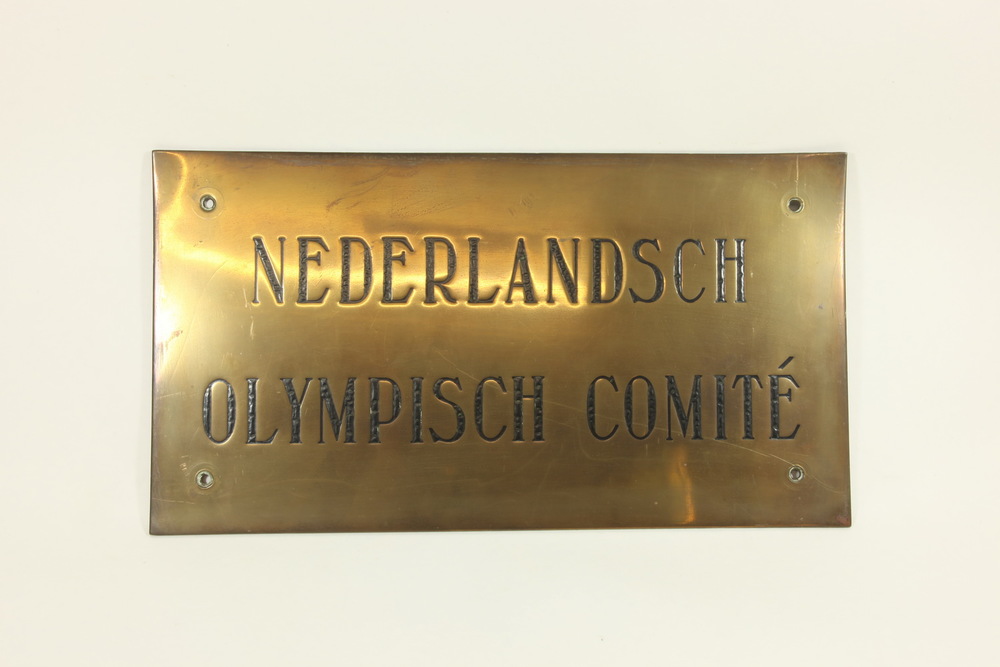 NEDERLANDSCH
OLYMPISCH COMITÉ